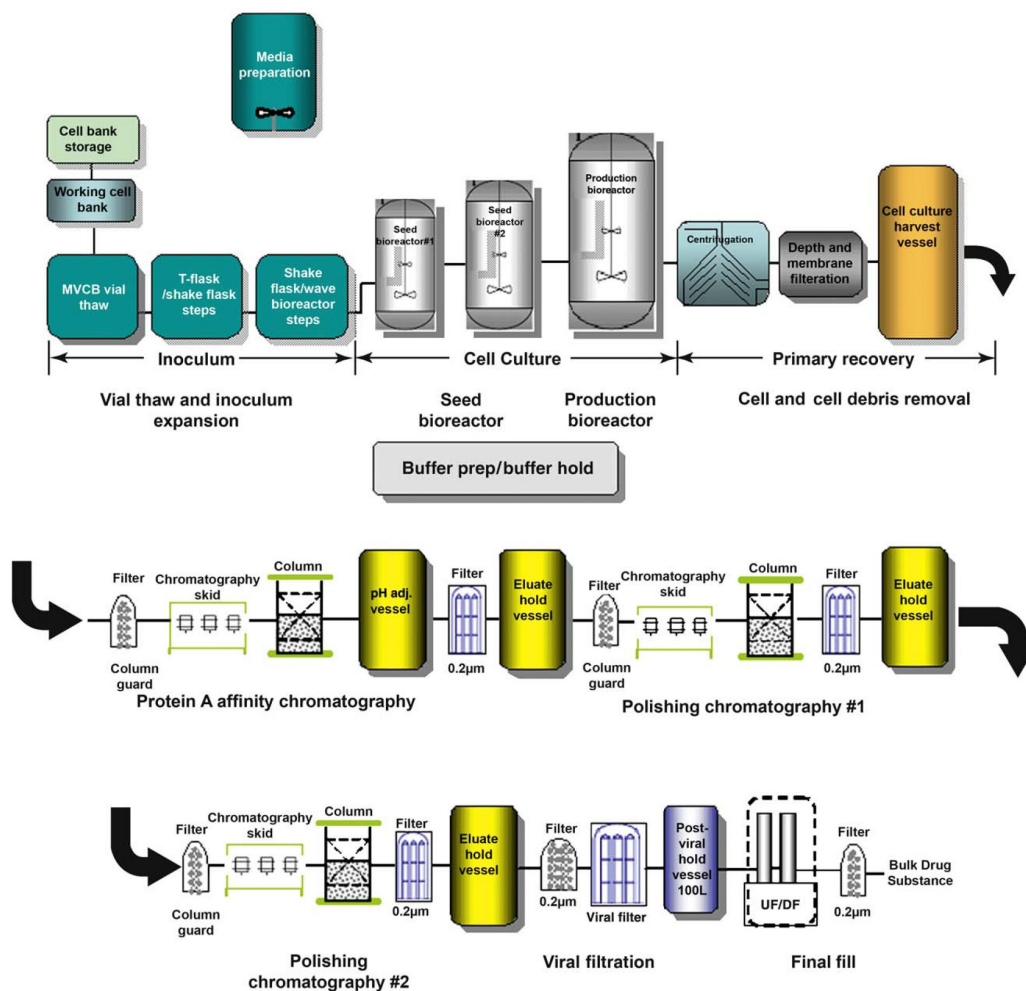 Media
preparation
Cell bank
storage
Working cell
bank
MVCB vial
thaw
T-flask
/shake flask
steps
Shake
flask/wave
bioreactor
steps
Seed
bioreactor#1
Seed
bioreactor
#2
Production
bioreactor
Centrifugation
Depth and
membrane
filteration
Cell culture
harvest
vessel
Inoculum
Cell Culture
Primary recovery
Vial thaw and inoculum
expansion
Seed
bioreactor
Production
bioreactor
Cell and cell debris removal
Buffer prep/buffer hold
Filter
Chromatography
skid
Column
pH adj.
vessel
Filter
Eluate
hold
vessel
Filter
Chromatography
skid
Column
Filter
Eluate
hold
vessel
Column
guard
0.2µm
Column
guard
0.2µm
Protein A affinity chromatography
Polishing chromatography #1
Filter
Chromatography
skid
Column
Filter
Eluate
hold
vessel
Filter
Post-
viral
hold
vessel
100L
UF/DF
Filter
Bulk Drug
Substance
Column
guard
0.2µm
0.2µm
Viral filter
0.2µm
Polishing
chromatography #2
Viral filtration
Final fill